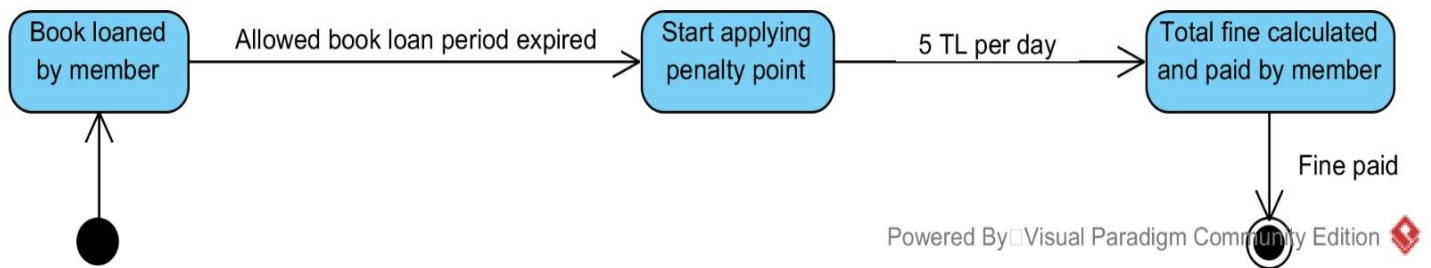 Book loaned
by member
Allowed book loan period expired
Start applying
penalty point
5 TL per day
Total fine calculated
and paid by member
Fine paid
Powered By□Visual Paradigm Community Edition